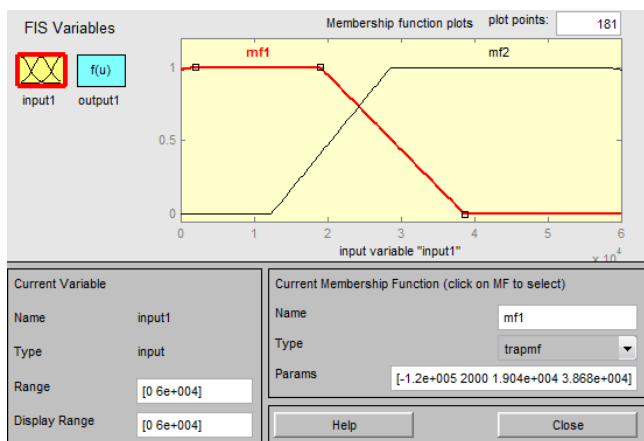 FIS Variables
Membership function plots plot points: 181
f(u)
input1 output1
mf1 mf2
1
0.5
0
0 1 2 3 4 5 6
input variable "input1"
x 10^4
Current Variable
Name input1
Type input
Range [0 6e+004]
Display Range [0 6e+004]
Current Membership Function (click on MF to select)
Name mf1
Type trapmf
Params [-1.2e+005 2000 1.904e+004 3.868e+004]
Help Close